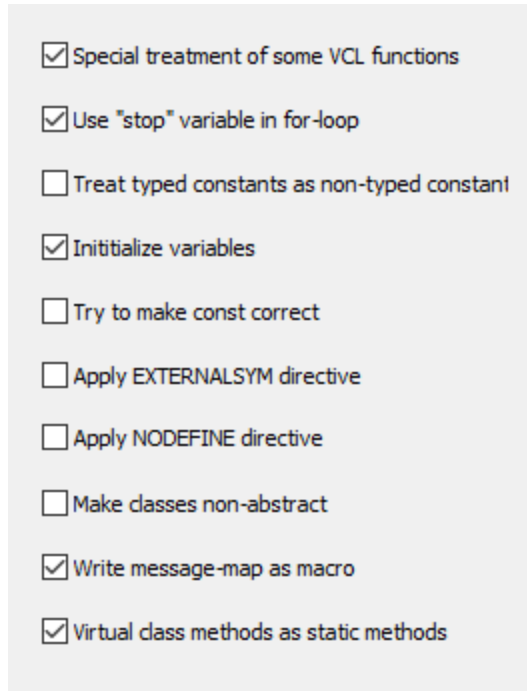 Special treatment of some VCL functions
Use "stop" variable in for-loop
Treat typed constants as non-typed constant
Inititialize variables
Try to make const correct
Apply EXTERNALSYM directive
Apply NODEFINE directive
Make classes non-abstract
Write message-map as macro
Virtual class methods as static methods